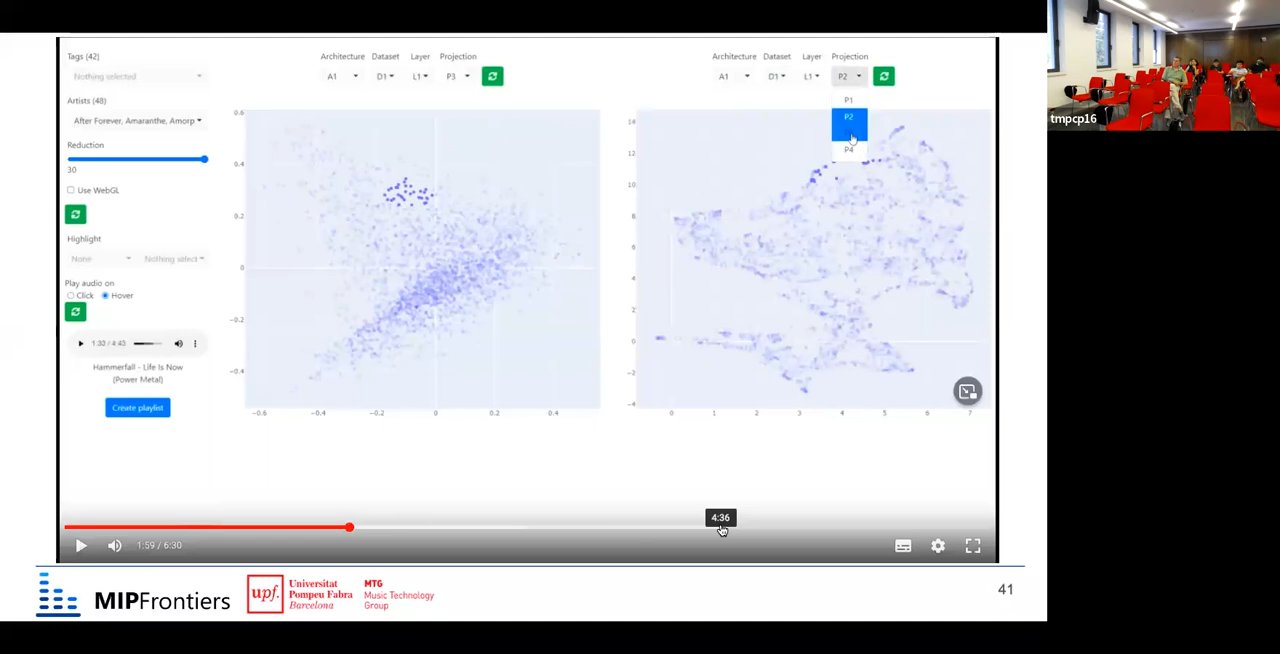 Tags (42)
Nothing selected
Artists (48)
After Forever, Amaranthe, Amorp
Reduction
30
Use WebGL
Highlight
None
Nothing select
Play audio on
Click
Hover
1:33 / 4:43
Hammerfall - Life Is Now
(Power Metal)
Create playlist
Architecture Dataset Layer Projection
A1 D1 L1 P3
0.6
0.4
0.2
0
−0.2
−0.4
−0.6 −0.4 −0.2 0 0.2 0.4
Architecture Dataset Layer Projection
A1 D1 L1 P2
P1
P2
P4
14
12
10
8
6
4
2
0
−2
−4
0 1 2 3 4 5 6 7
4:36
1:59 / 6:30
MIPFrontiers
upf.
Universitat
Pompeu Fabra
Barcelona
MTG
Music Technology
Group
41
tmpcp16